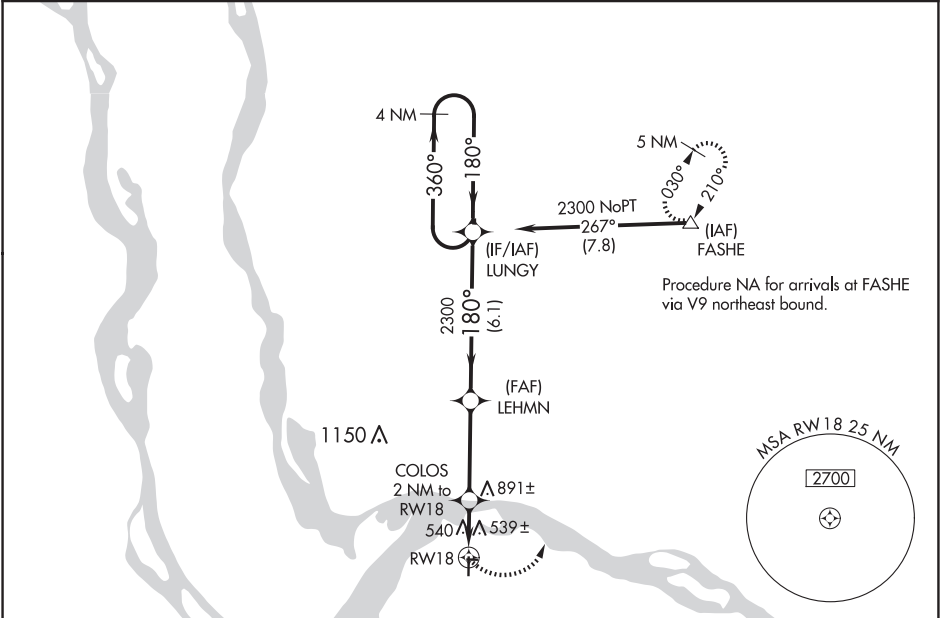 4 NM
360°
180°
5 NM
030°
210°
2300 NoPT
267°
(7.8)
(IAF)
FASHE
(IF/IAF)
LUNGY
Procedure NA for arrivals at FASHE
via V9 northeast bound.
2300
180°
(6.1)
(FAF)
LEHMN
1150
COLOS
2 NM to
RW18
891±
540
539±
RW18
MSA RW18 25 NM
2700